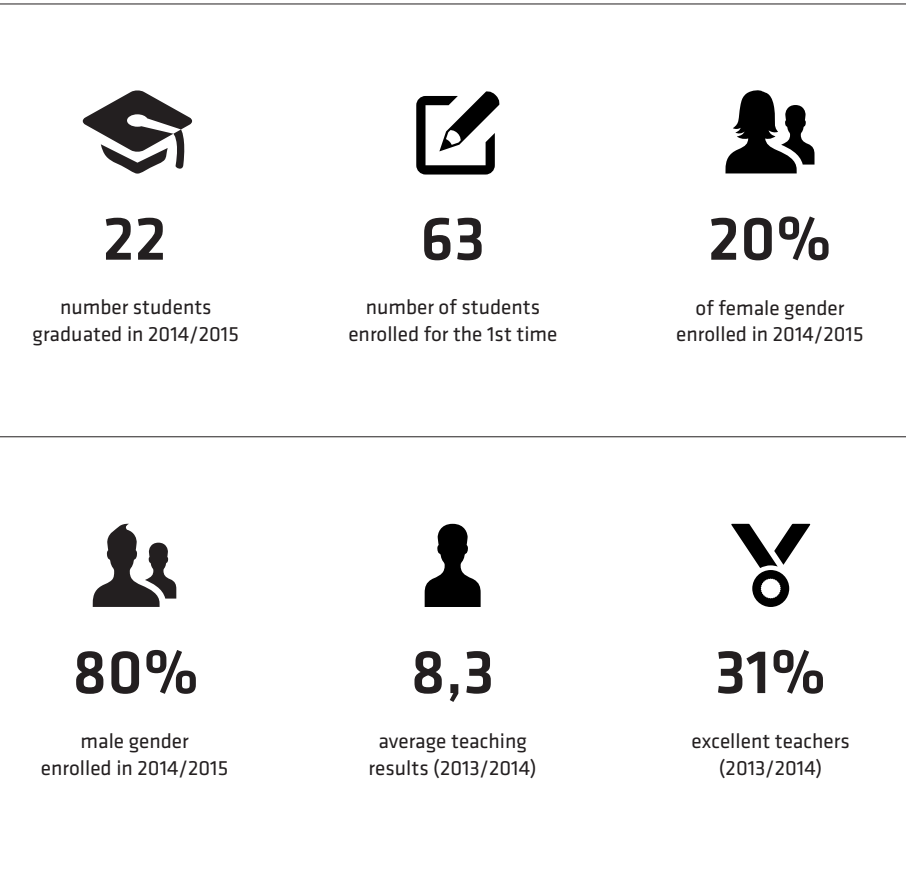 22
number students
graduated in 2014/2015
63
number of students
enrolled for the 1st time
20%
of female gender
enrolled in 2014/2015
80%
male gender
enrolled in 2014/2015
8,3
average teaching
results (2013/2014)
31%
excellent teachers
(2013/2014)